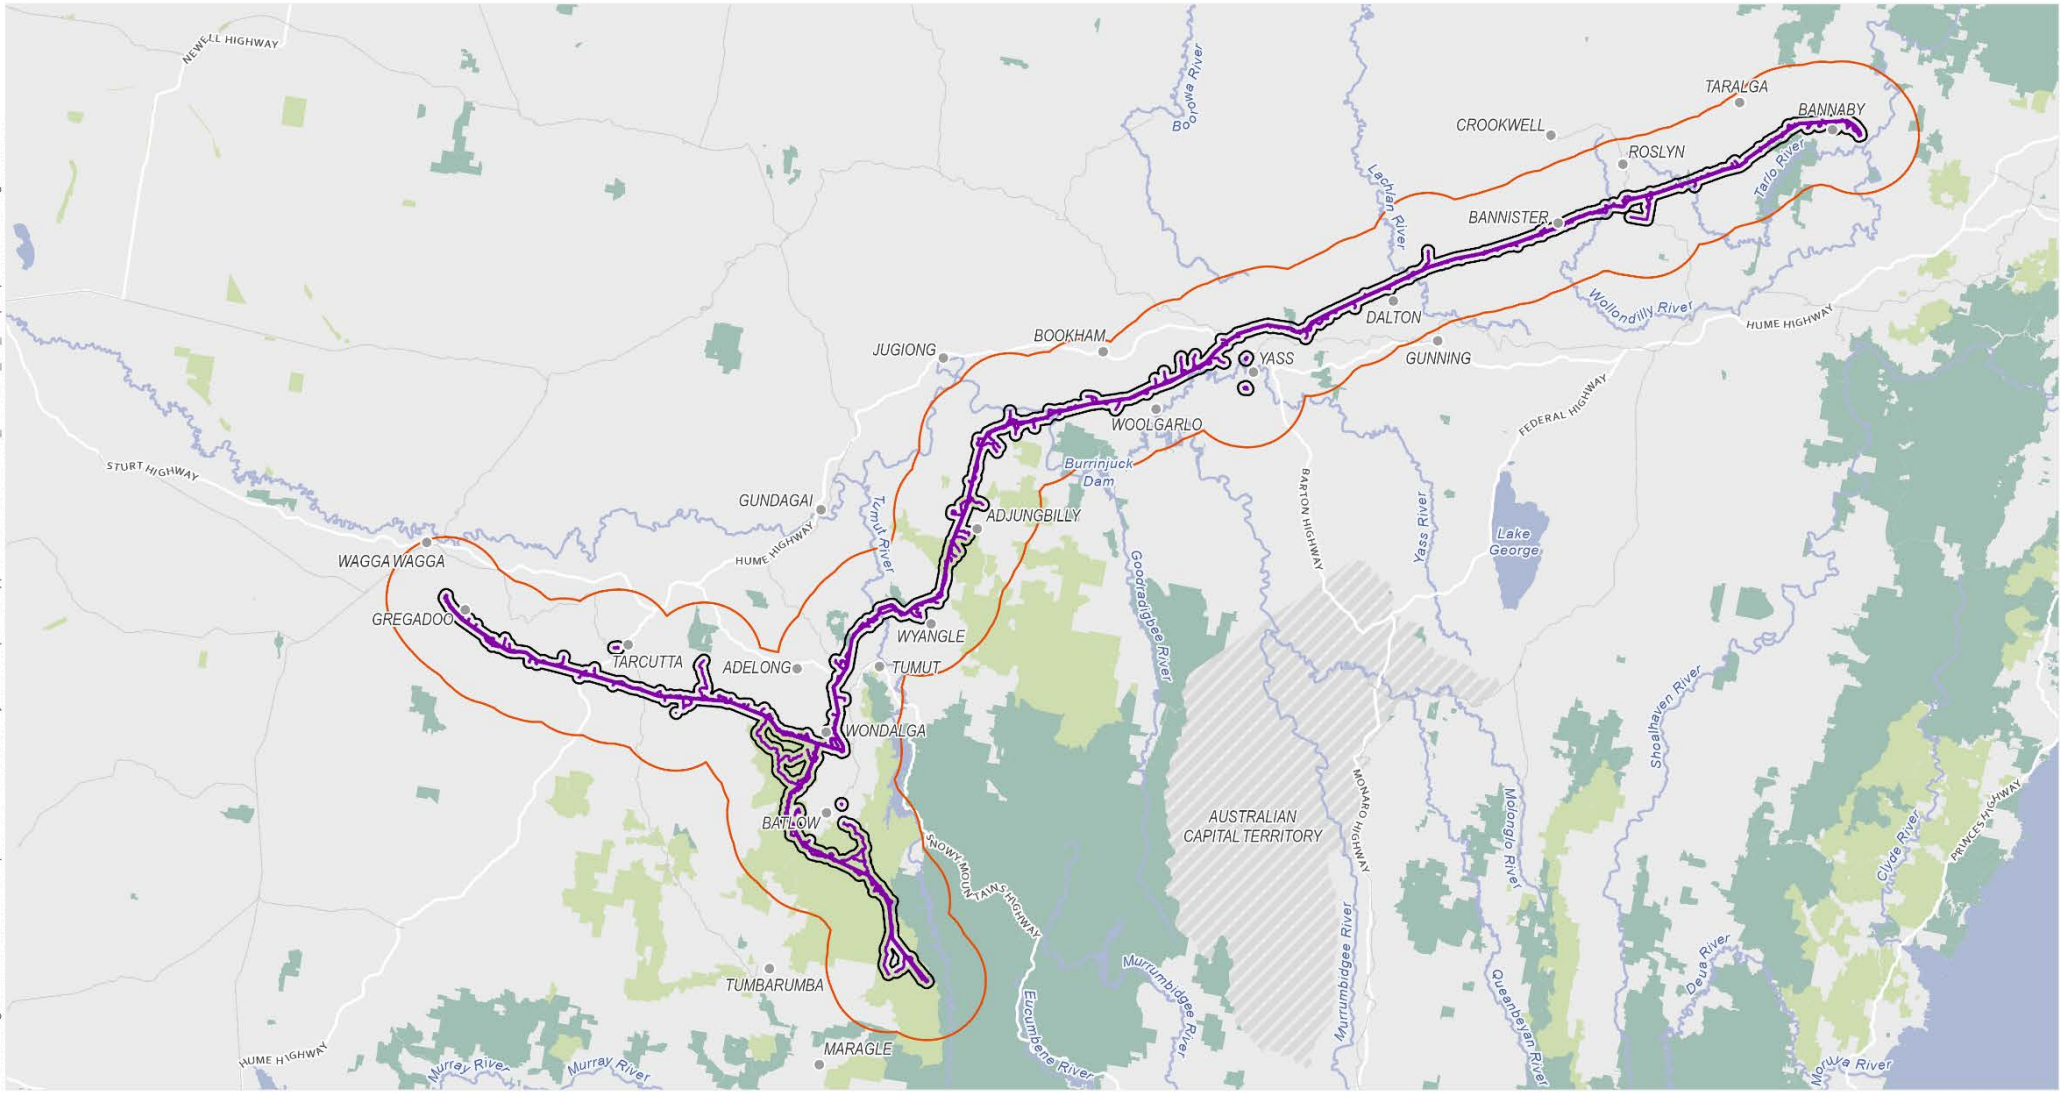 NEWELL HIGHWAY
Boorowa River
TARALGA
BANNABY
CROOKWELL
ROSLYN
Tarlo River
Lachlan River
BANNISTER
Wollondilly River
DALTON
HUME HIGHWAY
BOOKHAM
JUGIONG
YASS
GUNNING
FEDERAL HIGHWAY
WOOLGARLO
STURT HIGHWAY
Burrinjuck
Dam
BARTON HIGHWAY
GUNDAGAI
Tumut River
ADJUNGBILLY
Yass River
Lake
George
HUME HIGHWAY
WAGGA WAGGA
Goodradigbee River
GREGADOO
WYANGLE
TARCUTTA
ADELONG
TUMUT
Shoalhaven River
WONDALGA
BATLOW
AUSTRALIAN
CAPITAL TERRITORY
MONARO HIGHWAY
Molonglo River
PRINCES HIGHWAY
Clyde River
SNOWY MOUNTAINS HIGHWAY
Murrumbidgee River
Murrumbidgee River
Deua River
TUMBARUMBA
Queanbeyan River
Eucumbene River
MARAGLE
HUME HIGHWAY
Murray River
Murray River
Moruya River